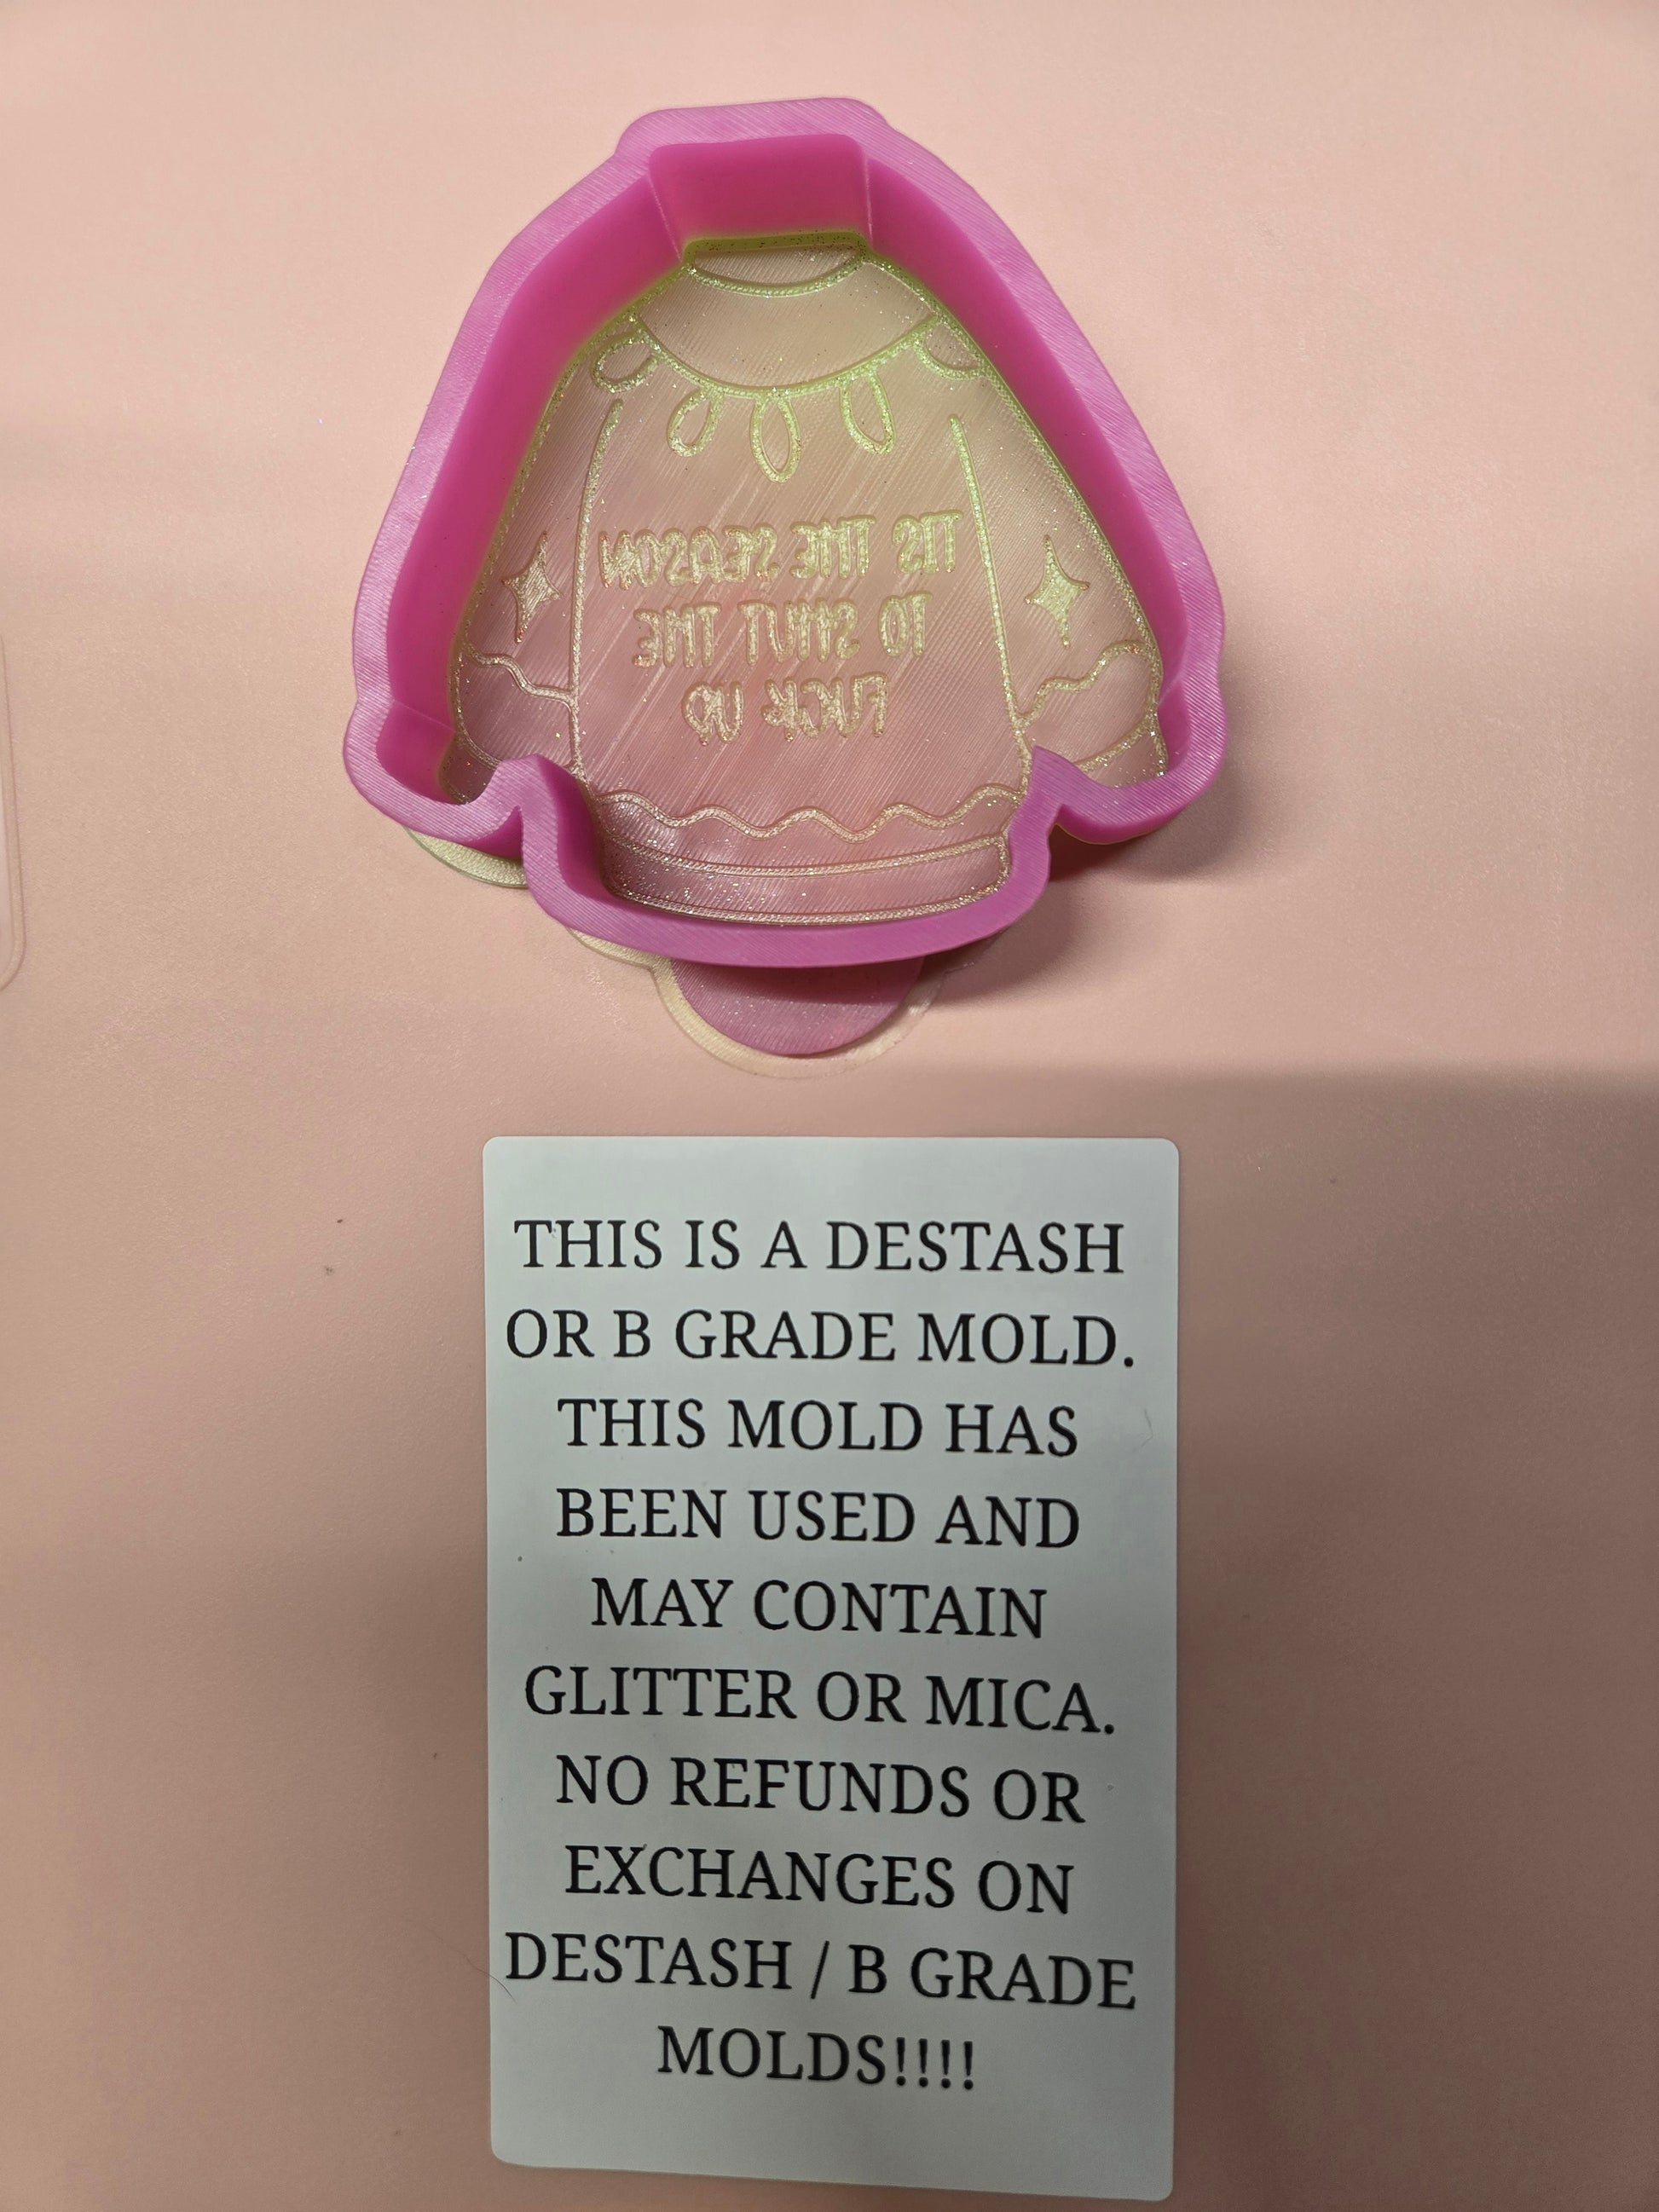 TIS THE SEASON
TO SHUT THE
FUCK UP
THIS IS A DESTASH
OR B GRADE MOLD.
THIS MOLD HAS
BEEN USED AND
MAY CONTAIN
GLITTER OR MICA.
NO REFUNDS OR
EXCHANGES ON
DESTASH / B GRADE
MOLDS!!!!